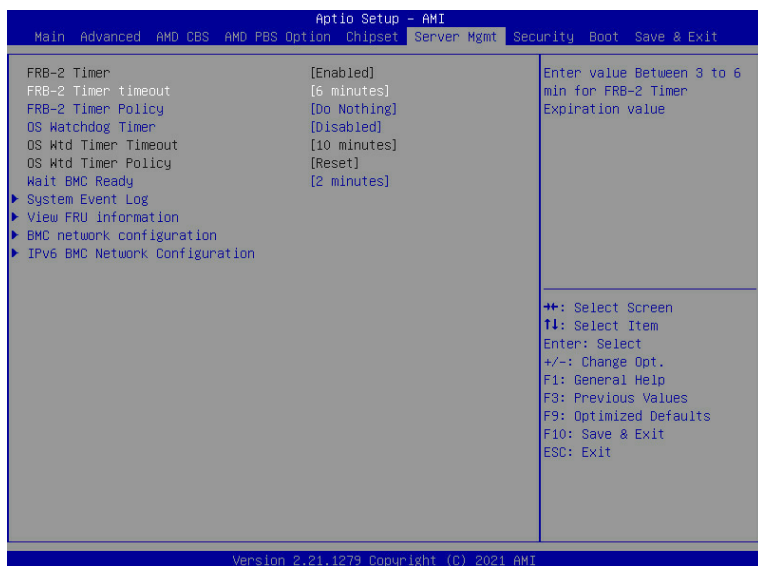 Aptio Setup – AMI
Main Advanced AMD CBS AMD PBS Option Chipset Server Mgmt Security Boot Save & Exit
FRB-2 Timer [Enabled]
FRB-2 Timer timeout [6 minutes]
FRB-2 Timer Policy [Do Nothing]
OS Watchdog Timer [Disabled]
OS Wtd Timer Timeout [10 minutes]
OS Wtd Timer Policy [Reset]
Wait BMC Ready [2 minutes]
System Event Log
View FRU information
BMC network configuration
IPv6 BMC Network Configuration
Enter value Between 3 to 6
min for FRB-2 Timer
Expiration value
→←: Select Screen
↑↓: Select Item
Enter: Select
+/-: Change Opt.
F1: General Help
F3: Previous Values
F9: Optimized Defaults
F10: Save & Exit
ESC: Exit
Version 2.21.1279 Copyright (C) 2021 AMI